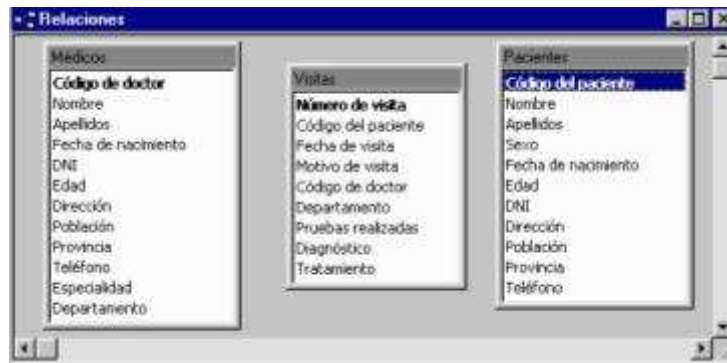 Relaciones
Médicos
Código de doctor
Nombre
Apellidos
Fecha de nacimiento
DNI
Edad
Dirección
Población
Provincia
Teléfono
Especialidad
Departamento
Visitas
Número de visita
Código del paciente
Fecha de visita
Motivo de visita
Código de doctor
Departamento
Pruebas realizadas
Diagnóstico
Tratamiento
Pacientes
Código del paciente
Nombre
Apellidos
Sexo
Fecha de nacimiento
Edad
DNI
Dirección
Población
Provincia
Teléfono